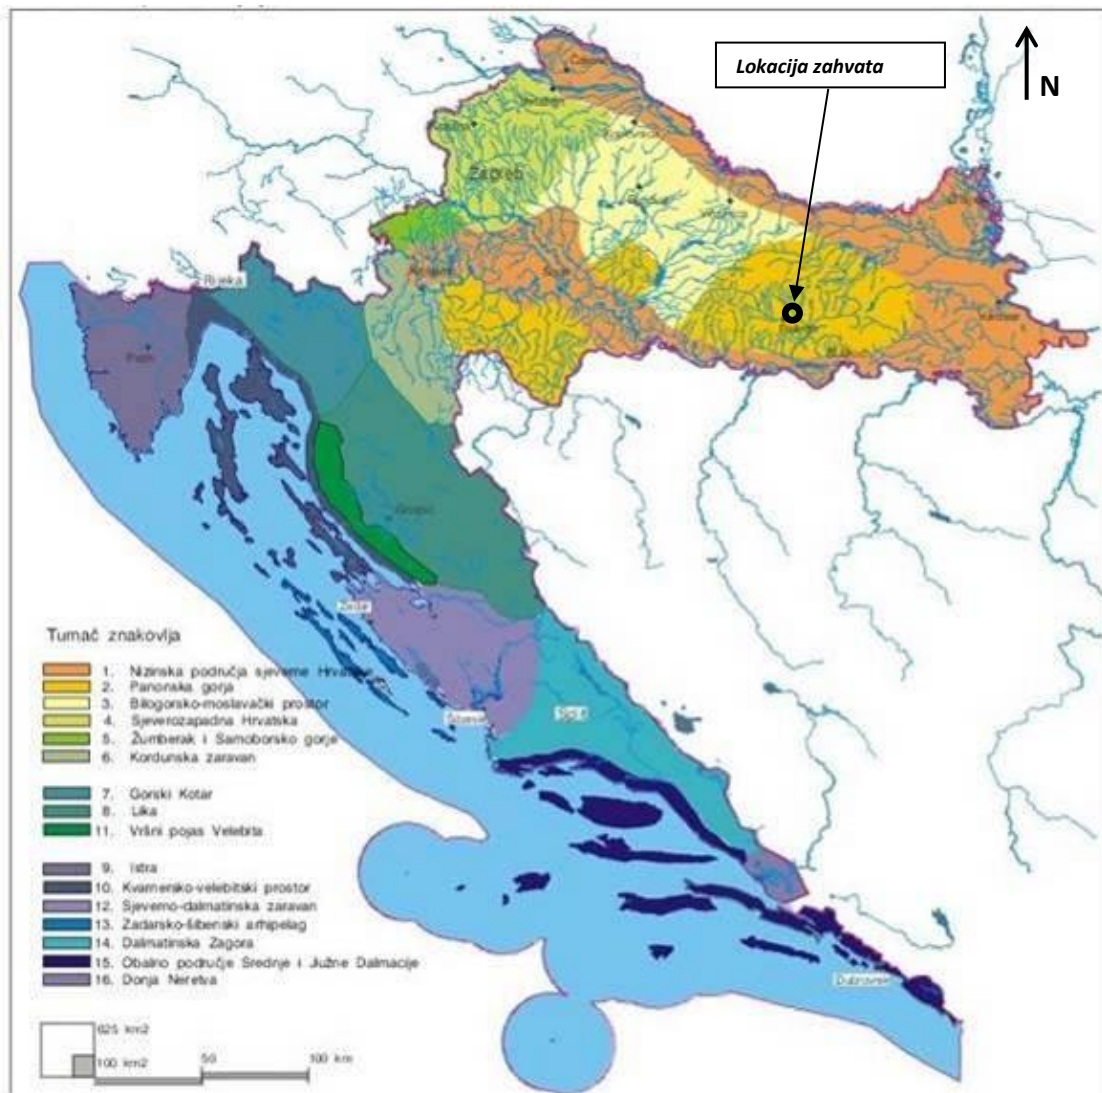 Lokacija zahvata
N
Zagreb
Rijeka
Pazin
Gospić
Zadar
Šibenik
Split
Dubrovnik
Tumač znakovlja
1. Nizinska područja sjeverne Hrvatske
2. Panonska gorja
3. Bilogorsko-moslavački prostor
4. Sjeverozapadna Hrvatska
5. Žumberak i Samoborsko gorje
6. Kordunska zaravan
7. Gorski Kotar
8. Lika
11. Vršni pojas Velebita
9. Istra
10. Kvarnersko-velebitski prostor
12. Sjeverno-dalmatinska zaravan
13. Zadarsko-šibenski arhipelag
14. Dalmatinska Zagora
15. Obalno područje Srednje i Južne Dalmacije
16. Donja Neretva
625 km2
100 km2
50
100 km